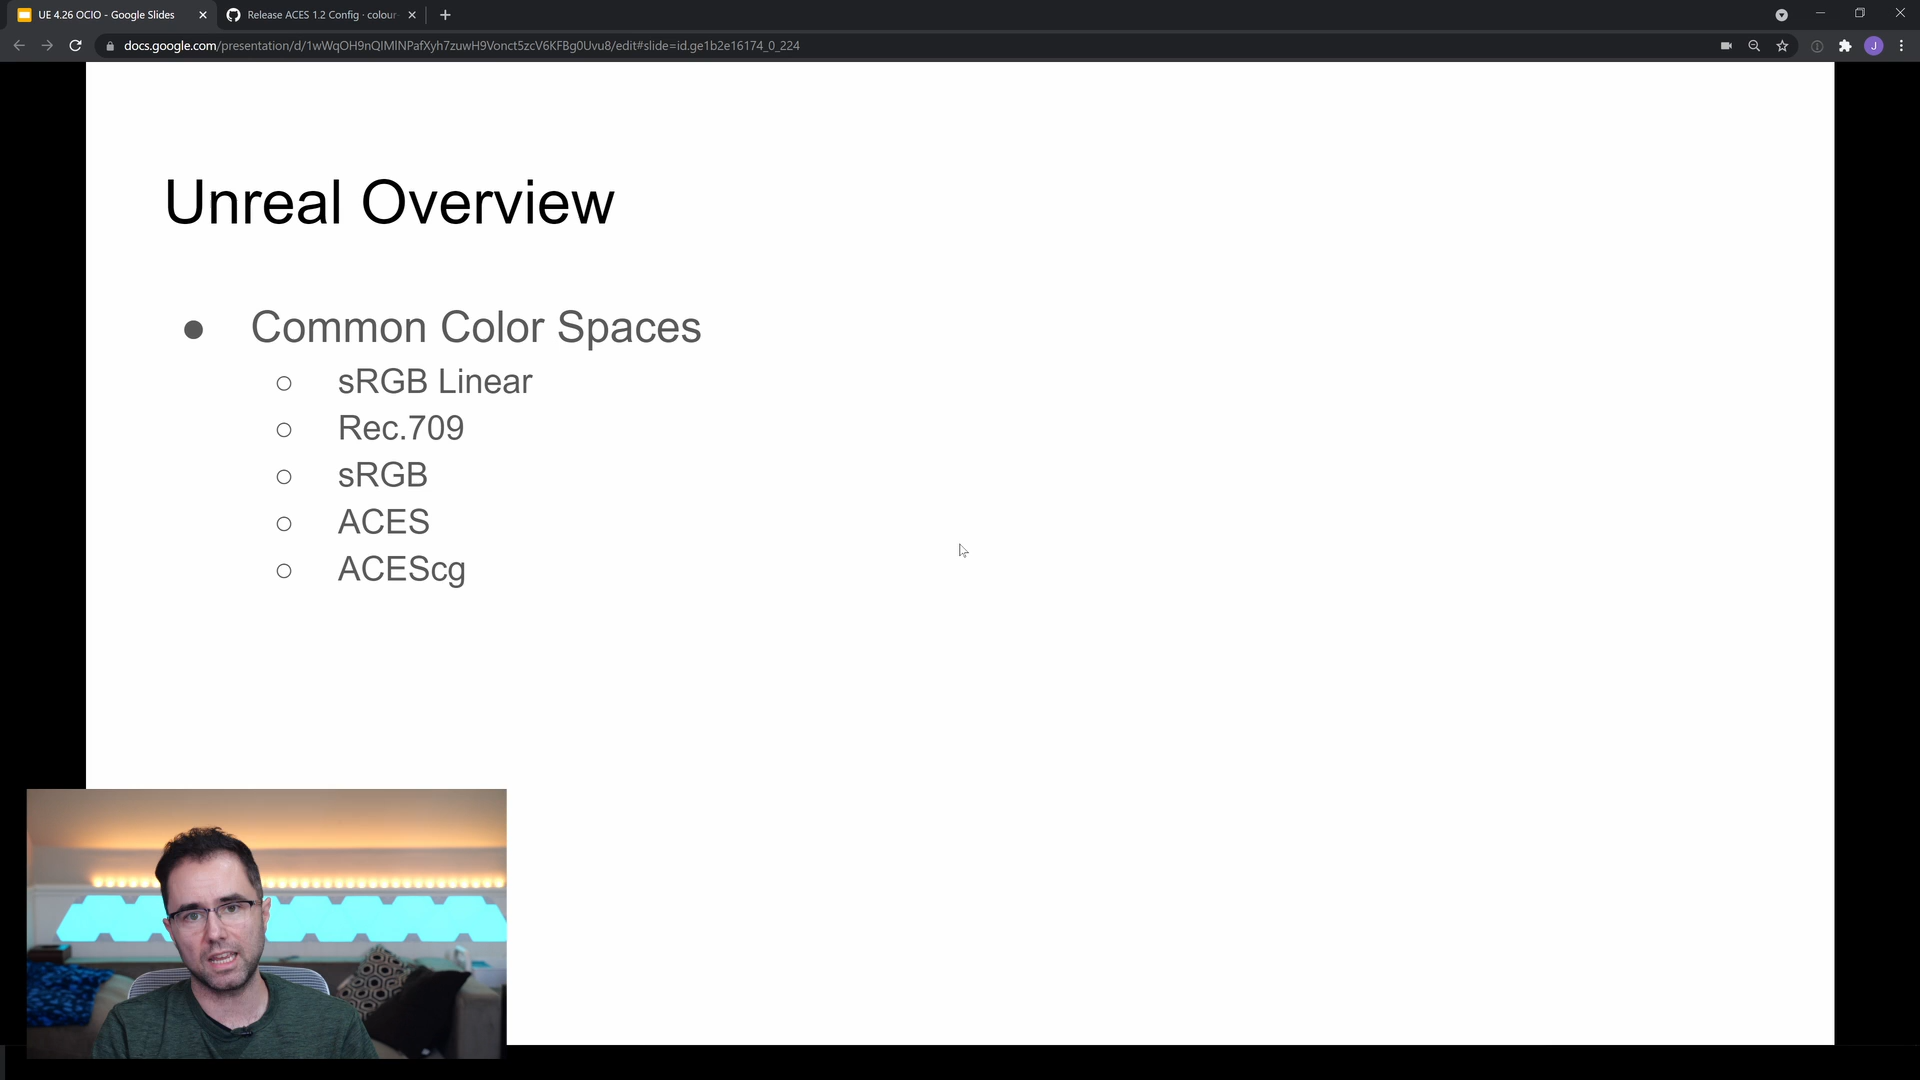 UE 4.26 OCIO - Google Slides
Release ACES 1.2 Config · colour-
docs.google.com/presentation/d/1wWqOH9nQIMlNPafXyh7zuwH9Vonct5zcV6KFBg0Uvu8/edit#slide=id.ge1b2e16174_0_224
J
Unreal Overview
● Common Color Spaces
○ sRGB Linear
○ Rec.709
○ sRGB
○ ACES
○ ACEScg